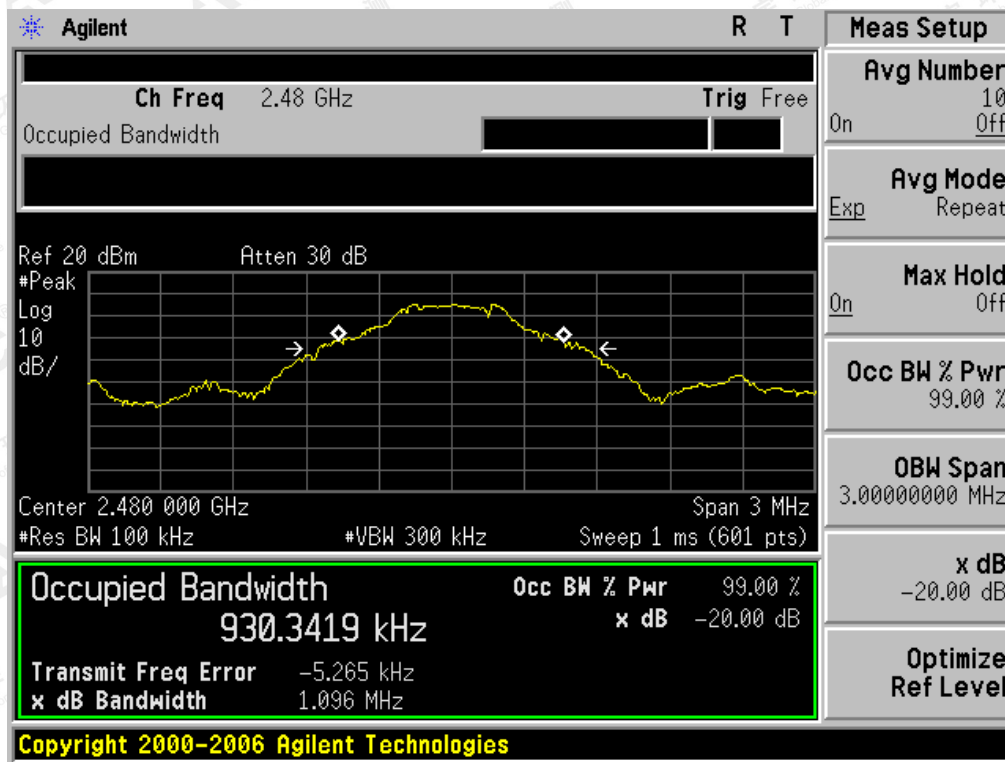 Agilent R T Meas Setup
Ch Freq 2.48 GHz Trig Free
Occupied Bandwidth
Ref 20 dBm Atten 30 dB
#Peak
Log
10
dB/
Center 2.480 000 GHz Span 3 MHz
#Res BW 100 kHz #VBW 300 kHz Sweep 1 ms (601 pts)
Occupied Bandwidth
930.3419 kHz
Occ BW % Pwr 99.00 %
x dB -20.00 dB
Transmit Freq Error -5.265 kHz
x dB Bandwidth 1.096 MHz
Avg Number
10
On Off
Avg Mode
Exp Repeat
Max Hold
On Off
Occ BW % Pwr
99.00 %
OBW Span
3.00000000 MHz
x dB
-20.00 dB
Optimize
Ref Level
Copyright 2000-2006 Agilent Technologies